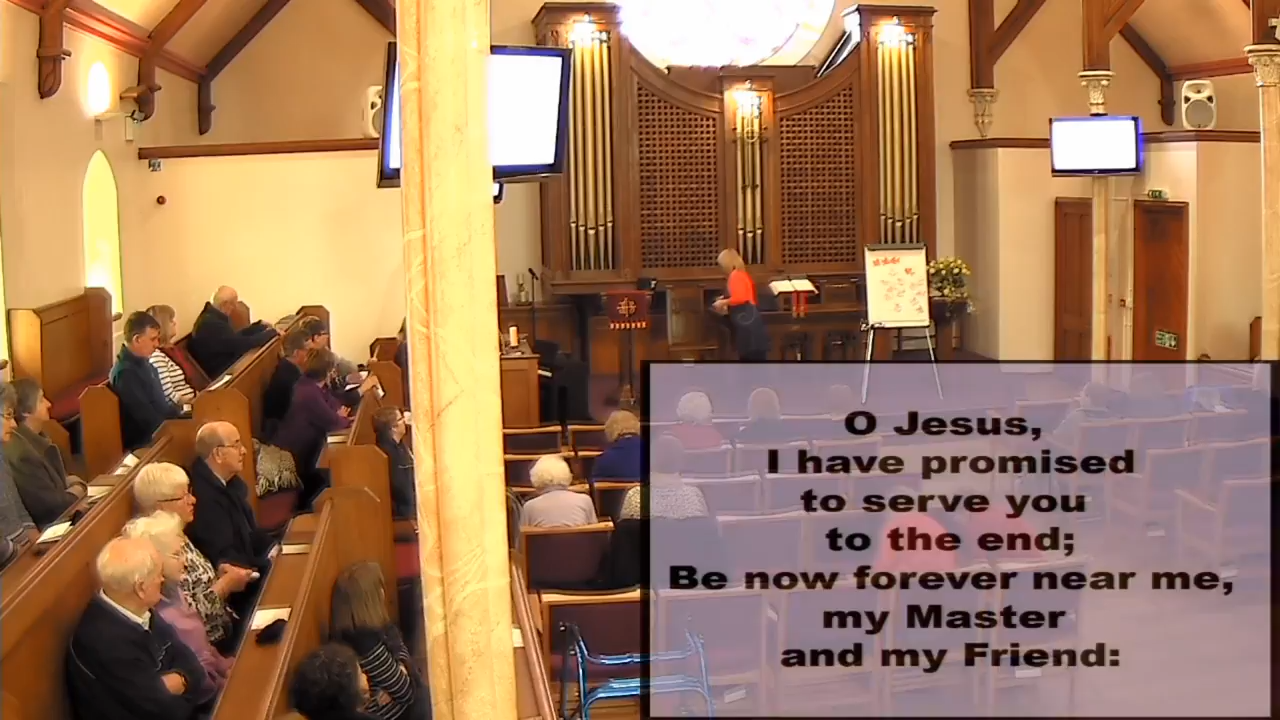 O Jesus,
I have promised
to serve you
to the end;
Be now forever near me,
my Master
and my Friend: